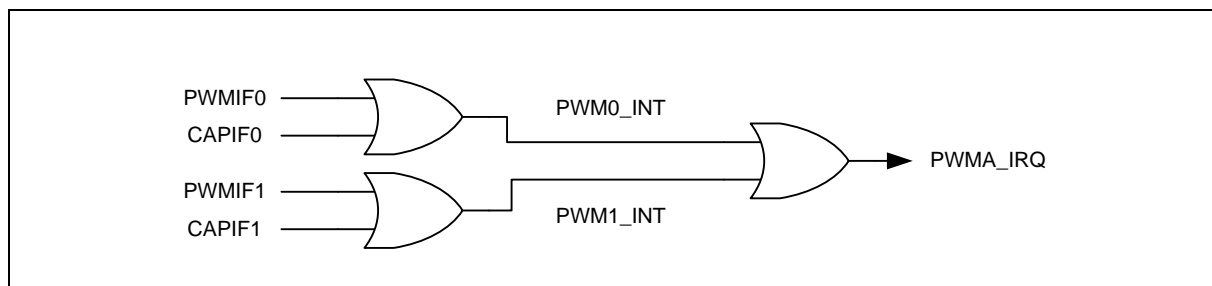 PWMIF0
CAPIF0
PWM0_INT
PWMIF1
CAPIF1
PWM1_INT
PWMA_IRQ